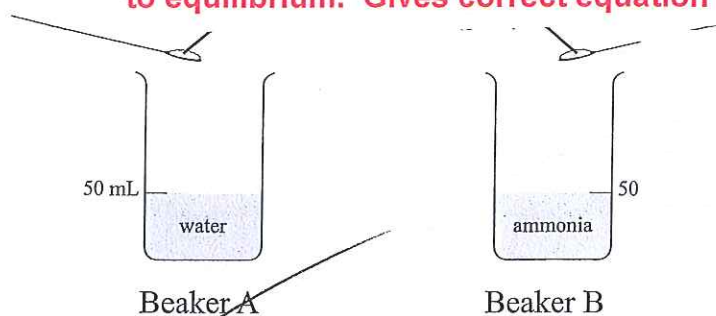 to equilibrium. Gives correct equation
50 mL
50
water
ammonia
Beaker A
Beaker B